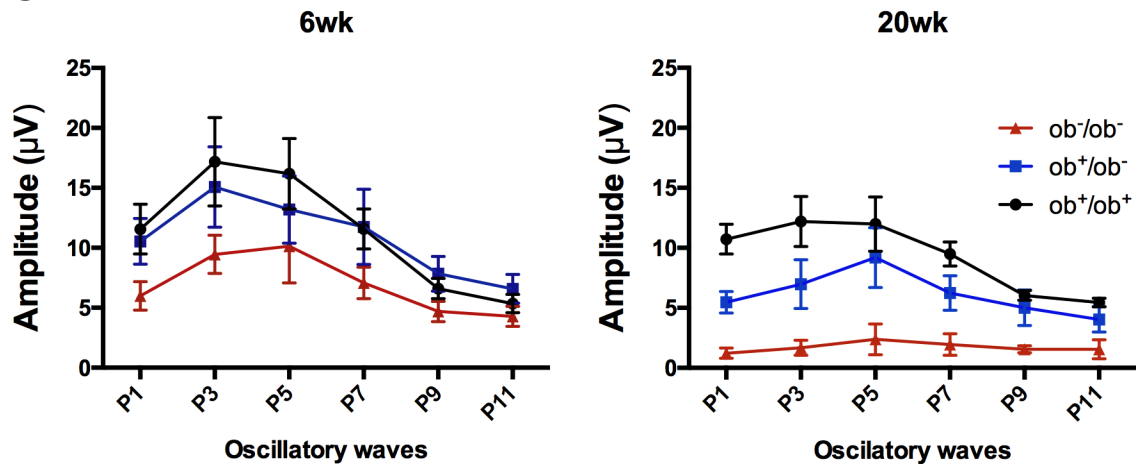 6wk
25
20
15
10
5
0
Amplitude (µV)
P1
P3
P5
P7
P9
P11
Oscillatory waves
20wk
25
20
15
10
5
0
Amplitude (µV)
P1
P3
P5
P7
P9
P11
Oscilatory waves
ob⁻/ob⁻
ob⁺/ob⁻
ob⁺/ob⁺